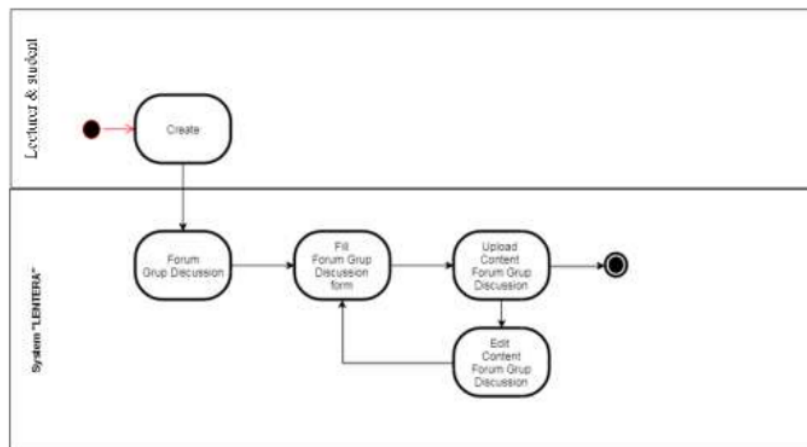 Lecturer & student
Create
System "LENTERA"
Forum
Grup Discussion
Fill
Forum Grup
Discussion
form
Upload
Content
Forum Grup
Discussion
Edit
Content
Forum Grup
Discussion